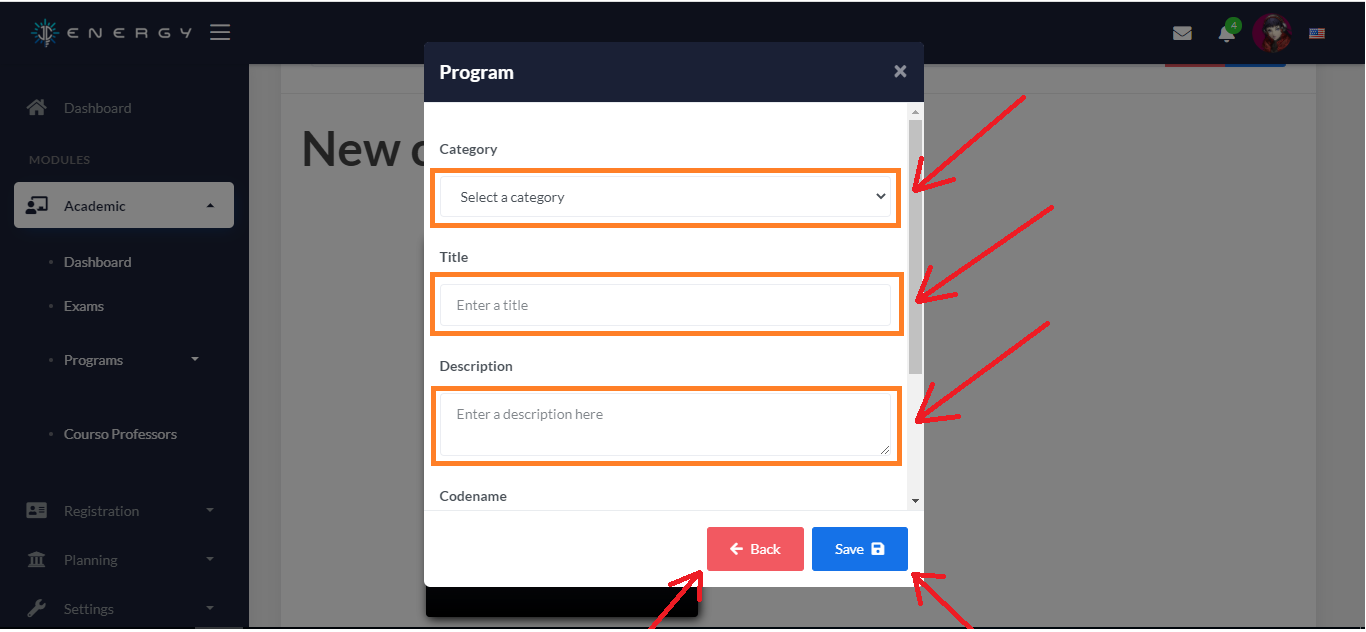 ENERGY
4
Program
×
Dashboard
New
MODULES
Category
Academic
Select a category
Dashboard
Title
Exams
Enter a title
Programs
Description
Enter a description here
Courso Professors
Codename
Registration
Back
Save
Planning
Settings